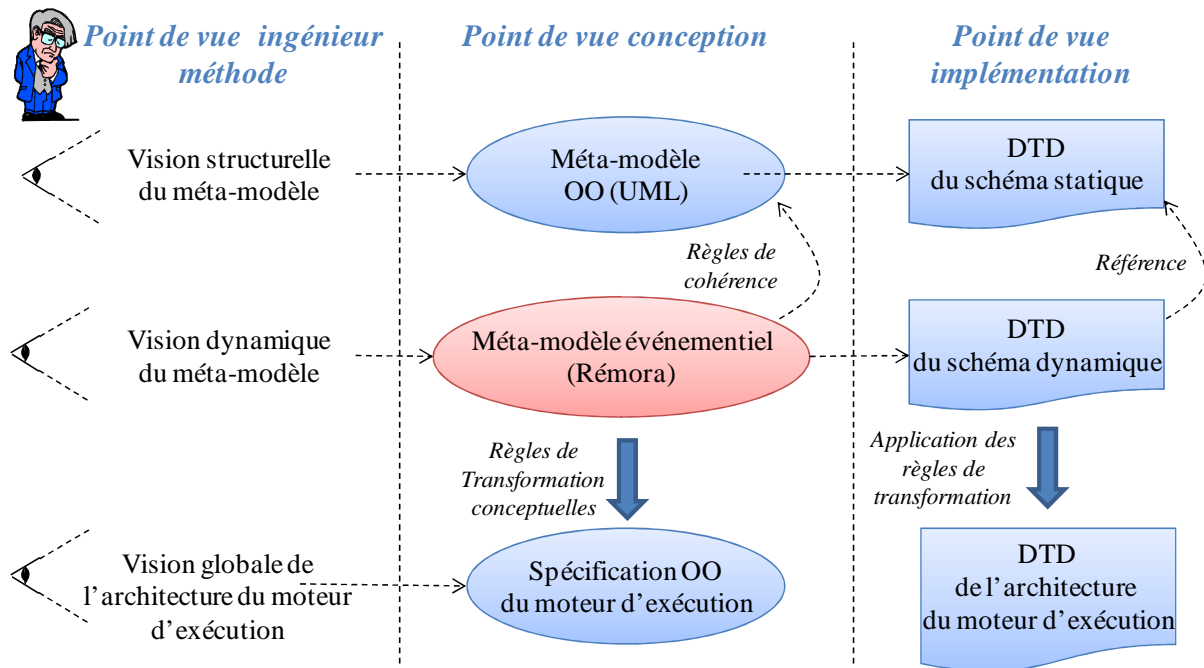 Point de vue ingénieur
méthode
Point de vue conception
Point de vue
implémentation
Vision structurelle
du méta-modèle
Méta-modèle
OO (UML)
DTD
du schéma statique
Règles de
cohérence
Référence
Vision dynamique
du méta-modèle
Méta-modèle événementiel
(Rémora)
DTD
du schéma dynamique
Règles de
Transformation
conceptuelles
Application des
règles de
transformation
Vision globale de
l'architecture du moteur
d'exécution
Spécification OO
du moteur d'exécution
DTD
de l'architecture
du moteur d'exécution